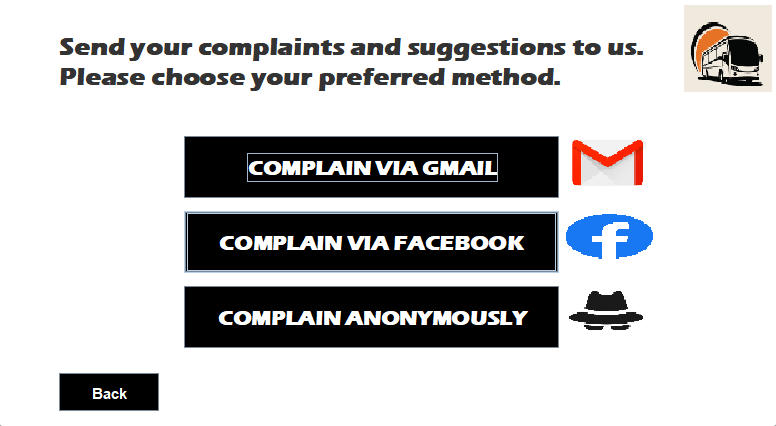 Send your complaints and suggestions to us.
Please choose your preferred method.
COMPLAIN VIA GMAIL
COMPLAIN VIA FACEBOOK
COMPLAIN ANONYMOUSLY
Back